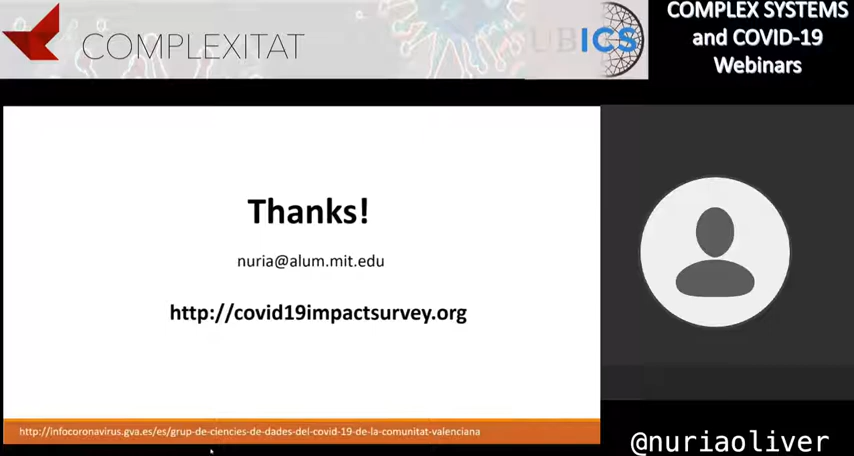 COMPLEXITAT
UBICS
COMPLEX SYSTEMS
and COVID-19
Webinars
Thanks!
nuria@alum.mit.edu
http://covid19impactsurvey.org
http://infocoronavirus.gva.es/es/grup-de-ciencies-de-dades-del-covid-19-de-la-comunitat-valenciana
@nuriaoliver